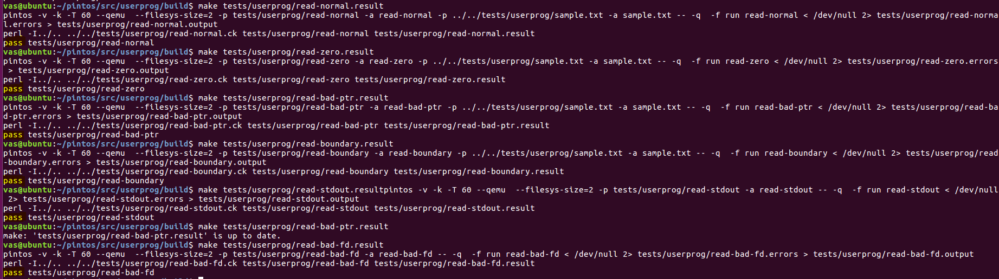 vas@ubuntu:~/pintos/src/userprog/build$ make tests/userprog/read-normal.result
pintos -v -k -T 60 --qemu  --filesys-size=2 -p tests/userprog/read-normal -a read-normal -p ../../tests/userprog/sample.txt -a sample.txt -- -q  -f run read-normal < /dev/null 2> tests/userprog/read-norma
l.errors > tests/userprog/read-normal.output
perl -I../.. ../../tests/userprog/read-normal.ck tests/userprog/read-normal tests/userprog/read-normal.result
pass tests/userprog/read-normal
vas@ubuntu:~/pintos/src/userprog/build$ make tests/userprog/read-zero.result
pintos -v -k -T 60 --qemu  --filesys-size=2 -p tests/userprog/read-zero -a read-zero -p ../../tests/userprog/sample.txt -a sample.txt -- -q  -f run read-zero < /dev/null 2> tests/userprog/read-zero.errors
 > tests/userprog/read-zero.output
perl -I../.. ../../tests/userprog/read-zero.ck tests/userprog/read-zero tests/userprog/read-zero.result
pass tests/userprog/read-zero
vas@ubuntu:~/pintos/src/userprog/build$ make tests/userprog/read-bad-ptr.result
pintos -v -k -T 60 --qemu  --filesys-size=2 -p tests/userprog/read-bad-ptr -a read-bad-ptr -p ../../tests/userprog/sample.txt -a sample.txt -- -q  -f run read-bad-ptr < /dev/null 2> tests/userprog/read-ba
d-ptr.errors > tests/userprog/read-bad-ptr.output
perl -I../.. ../../tests/userprog/read-bad-ptr.ck tests/userprog/read-bad-ptr tests/userprog/read-bad-ptr.result
pass tests/userprog/read-bad-ptr
vas@ubuntu:~/pintos/src/userprog/build$ make tests/userprog/read-boundary.result
pintos -v -k -T 60 --qemu  --filesys-size=2 -p tests/userprog/read-boundary -a read-boundary -p ../../tests/userprog/sample.txt -a sample.txt -- -q  -f run read-boundary < /dev/null 2> tests/userprog/read
-boundary.errors > tests/userprog/read-boundary.output
perl -I../.. ../../tests/userprog/read-boundary.ck tests/userprog/read-boundary tests/userprog/read-boundary.result
pass tests/userprog/read-boundary
vas@ubuntu:~/pintos/src/userprog/build$ make tests/userprog/read-stdout.resultpintos -v -k -T 60 --qemu  --filesys-size=2 -p tests/userprog/read-stdout -a read-stdout -- -q  -f run read-stdout < /dev/null
 2> tests/userprog/read-stdout.errors > tests/userprog/read-stdout.output
perl -I../.. ../../tests/userprog/read-stdout.ck tests/userprog/read-stdout tests/userprog/read-stdout.result
pass tests/userprog/read-stdout
vas@ubuntu:~/pintos/src/userprog/build$ make tests/userprog/read-bad-ptr.result
make: 'tests/userprog/read-bad-ptr.result' is up to date.
vas@ubuntu:~/pintos/src/userprog/build$ make tests/userprog/read-bad-fd.result
pintos -v -k -T 60 --qemu  --filesys-size=2 -p tests/userprog/read-bad-fd -a read-bad-fd -- -q  -f run read-bad-fd < /dev/null 2> tests/userprog/read-bad-fd.errors > tests/userprog/read-bad-fd.output
perl -I../.. ../../tests/userprog/read-bad-fd.ck tests/userprog/read-bad-fd tests/userprog/read-bad-fd.result
pass tests/userprog/read-bad-fd